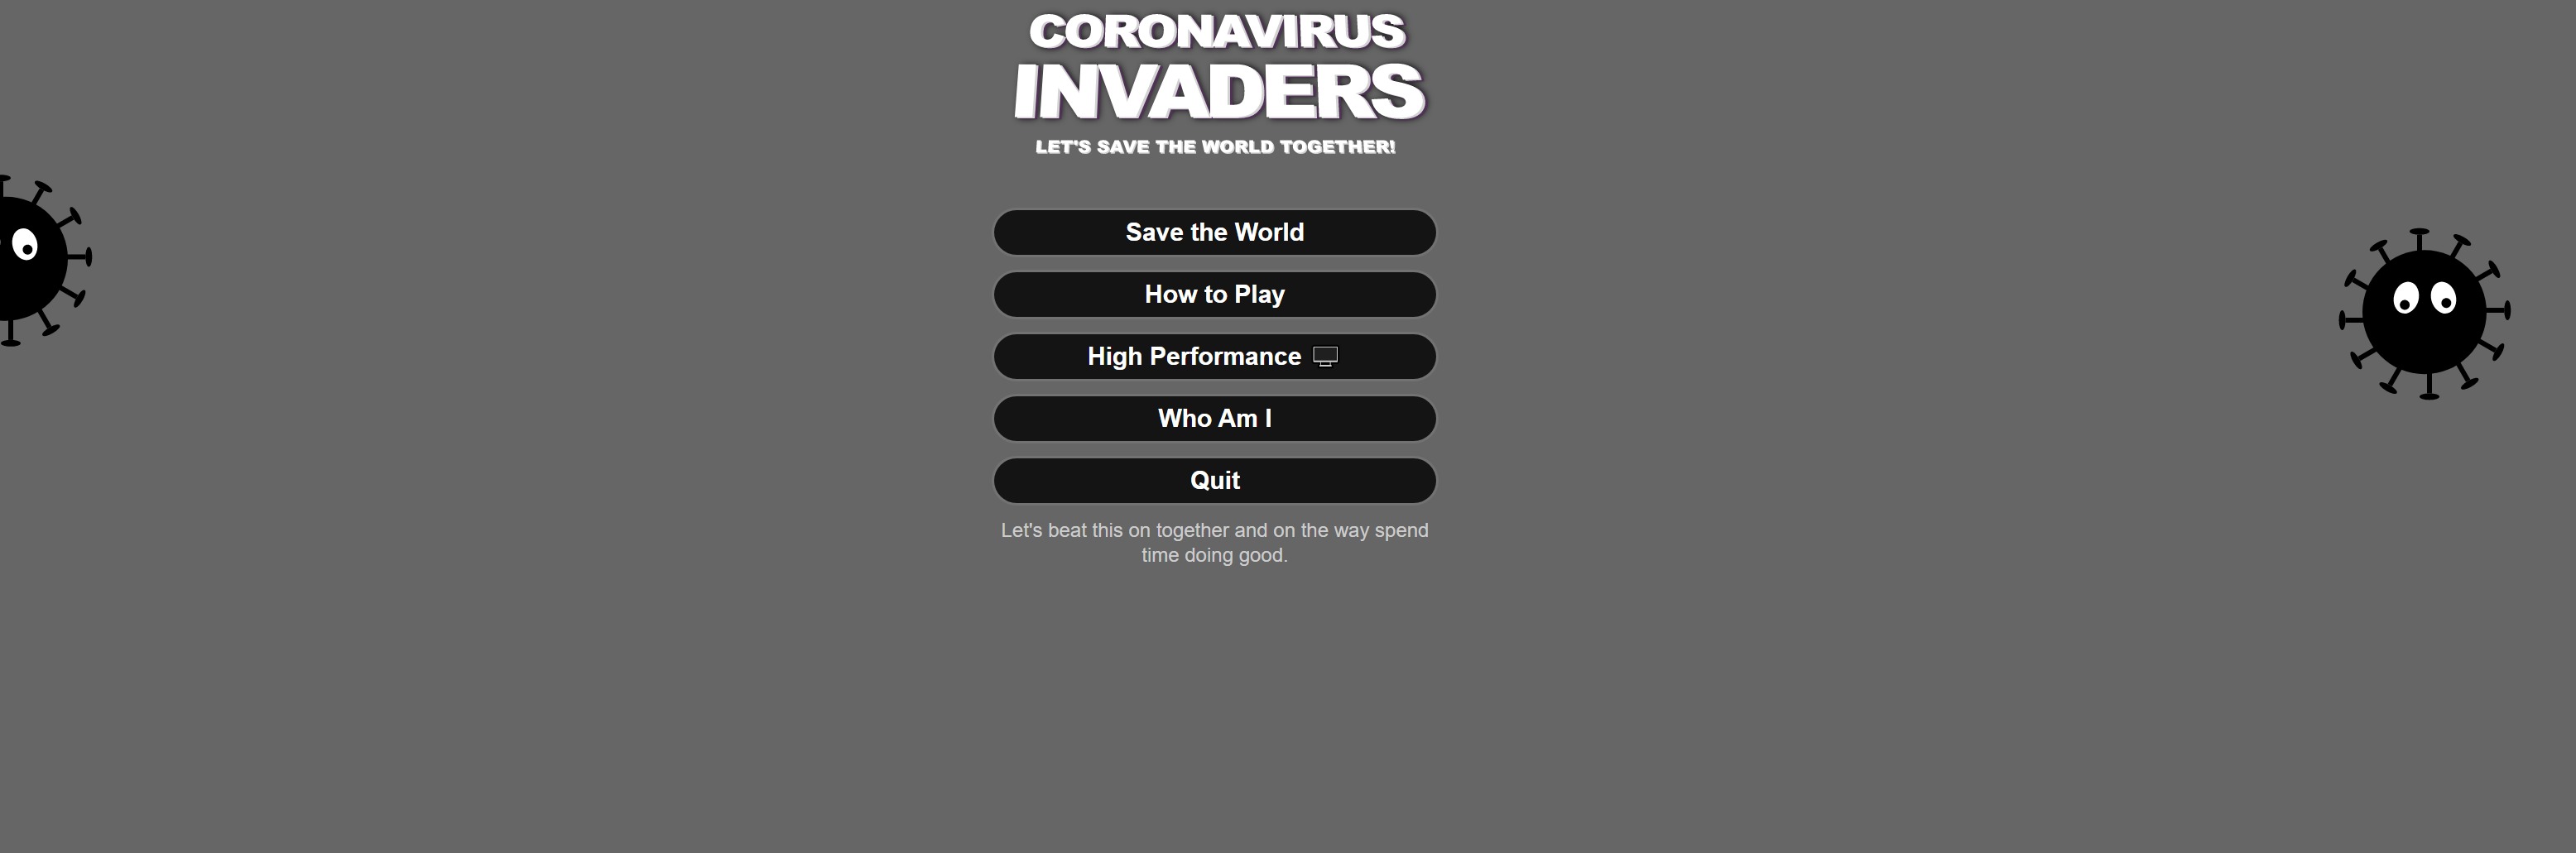 CORONAVIRUS
INVADERS
LET'S SAVE THE WORLD TOGETHER!
Save the World
How to Play
High Performance
Who Am I
Quit
Let's beat this on together and on the way spend
time doing good.